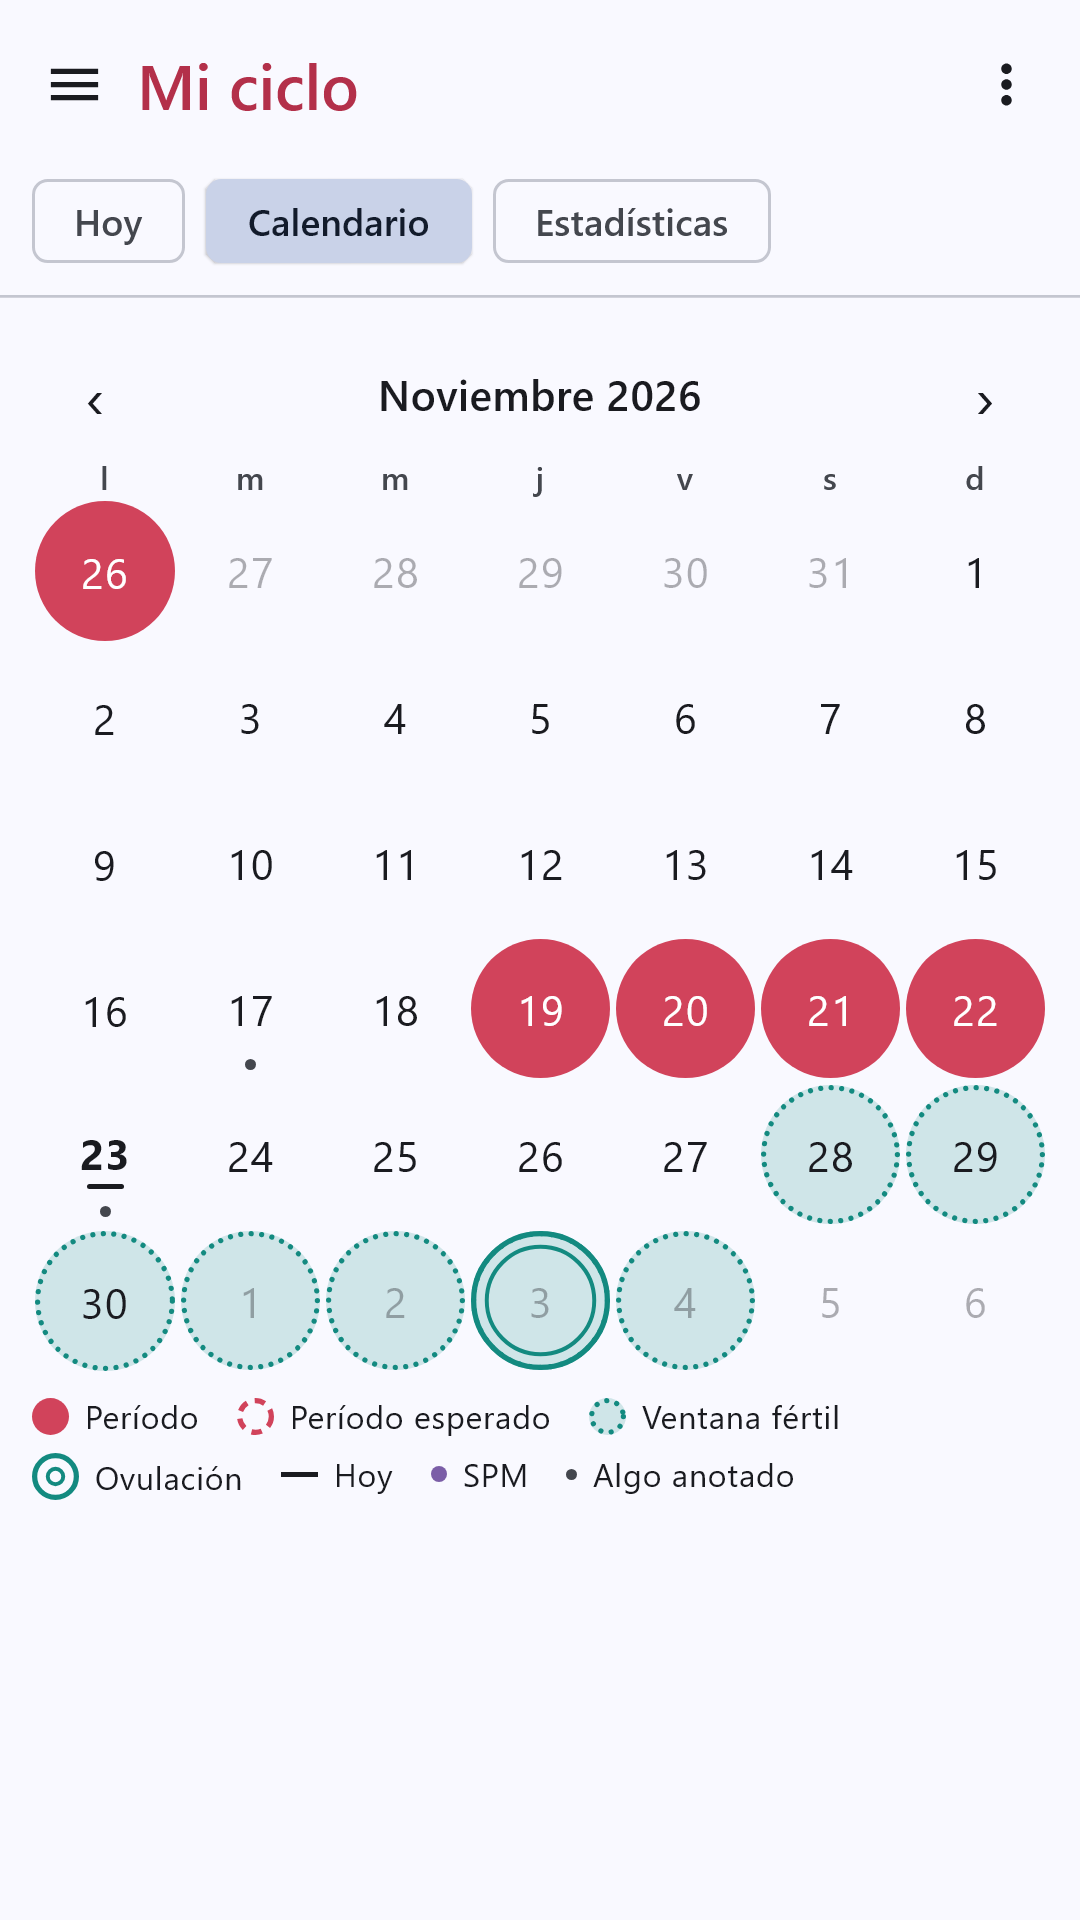 Mi ciclo
Hoy Calendario Estadísticas
‹ Noviembre 2026 ›
l m m j v s d
26 27 28 29 30 31 1
2 3 4 5 6 7 8
9 10 11 12 13 14 15
16 17 18 19 20 21 22
23 24 25 26 27 28 29
30 1 2 3 4 5 6
Período Período esperado Ventana fértil
Ovulación Hoy SPM Algo anotado